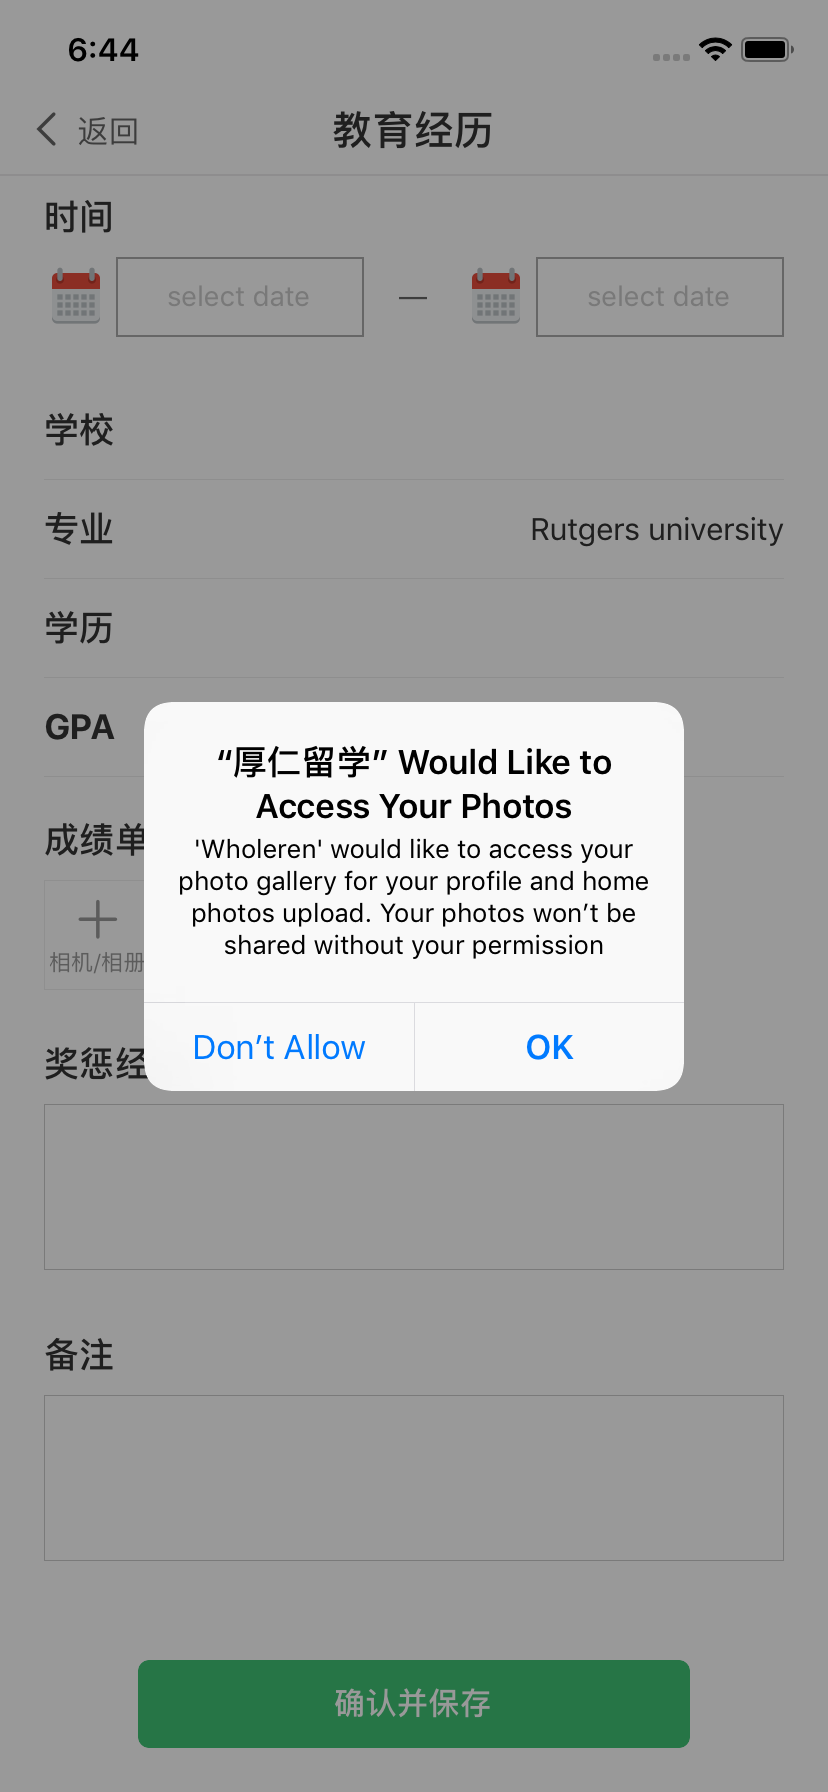 6:44
返回
教育经历
时间
select date — select date
学校
专业 Rutgers university
学历
GPA
“厚仁留学” Would Like to
Access Your Photos
'Wholeren' would like to access your
photo gallery for your profile and home
photos upload. Your photos won’t be
shared without your permission
Don’t Allow
OK
成绩单
相机/相册
奖惩经
备注
确认并保存